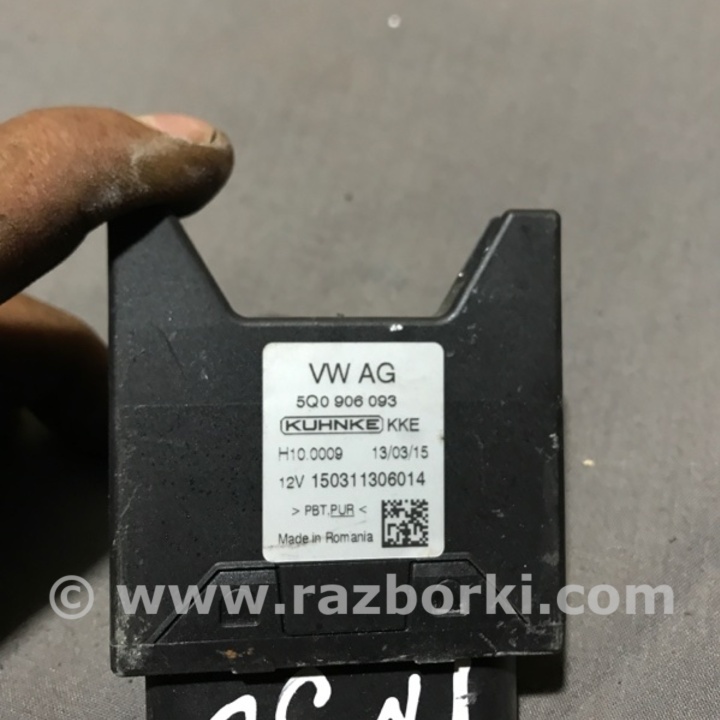 VW AG
5Q0 906 093
KUHNKE KKE
H10.0009 13/03/15
12V 150311306014
> PBT,PUR <
Made in Romania
© www.razborki.com